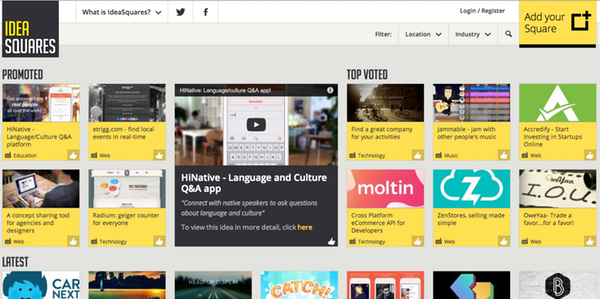 IDEA
SQUARES
What is IdeaSquares?
Login / Register
Add your
Square
Filter:
Location
Industry
PROMOTED
HiNative -
Language/Culture Q&A
platform
Education
etrigg.com - find local
events in real-time
Web
A concept sharing tool
for agencies and
designers
Web
Radium: geiger counter
for everyone
Technology
HiNative: Language/culture Q&A app!
HiNative - Language and Culture
Q&A app
"Connect with native speakers to ask questions
about language and culture"
To view this idea in more detail, click here
TOP VOTED
Find a great company
for your activities
Technology
Jammable - jam with
other people's music
Music
Accredify - Start
investing in Startups
Online
Web
moltin
Cross Platform
eCommerce API for
Developers
Technology
ZenStores, selling made
simple
Web
I.O.U.
OweYaa- Trade a
favor...for a favor!
Web
LATEST
CAR
NEXT
HEAD-UP DISPLAY
CATCH!
B